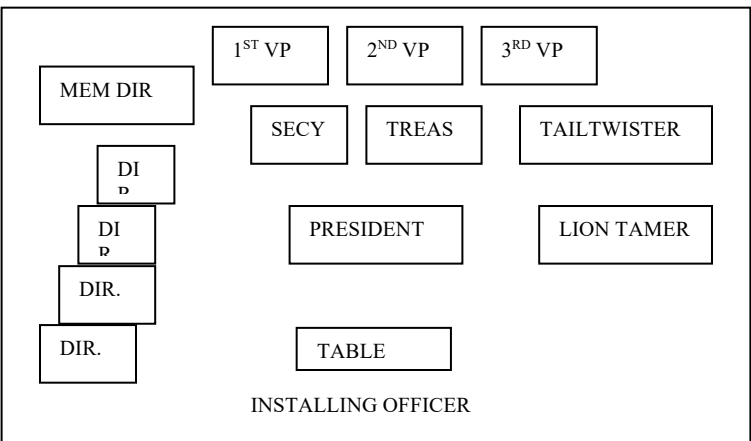 1ST VP
2ND VP
3RD VP
MEM DIR
SECY
TREAS
TAILTWISTER
DI
R
DI
R
PRESIDENT
LION TAMER
DIR.
DIR.
TABLE
INSTALLING OFFICER